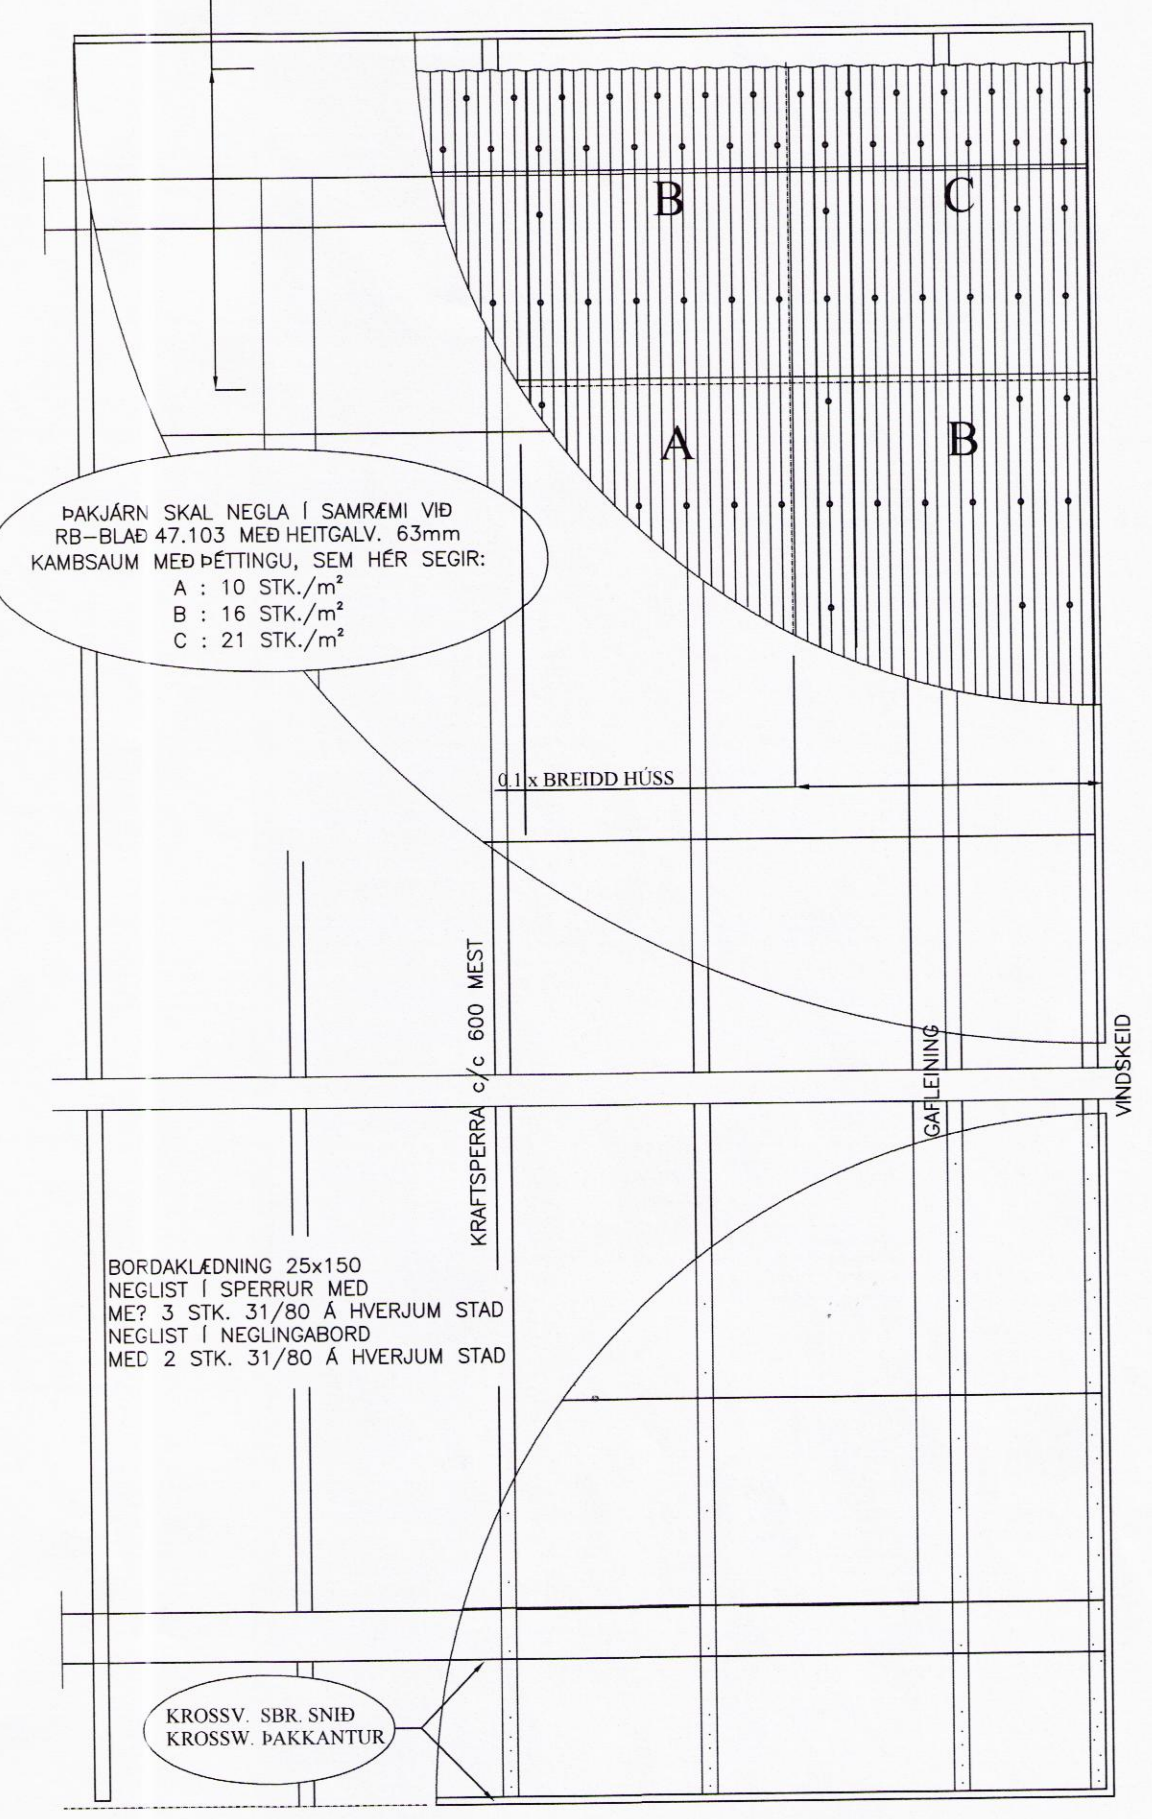 B
C
A
B
ÞAKJÁRN SKAL NEGLA Í SAMRÆMI VIÐ
RB-BLAÐ 47.103 MEÐ HEITGALV. 63mm
KAMBSAUM MEÐ ÞÉTTINGU, SEM HÉR SEGIR:
A : 10 STK./m²
B : 16 STK./m²
C : 21 STK./m²
0.1 x BREIDD HÚSS
KRAFTSPERRA c/c 600 MEST
GAFLEINING
VINDSKEID
BORDAKLÆDNING 25x150
NEGLIST Í SPERRUR MED
ME? 3 STK. 31/80 Á HVERJUM STAD
NEGLIST Í NEGLINGABORD
MED 2 STK. 31/80 Á HVERJUM STAD
KROSSV. SBR. SNIÐ
KROSSW. ÞAKKANTUR